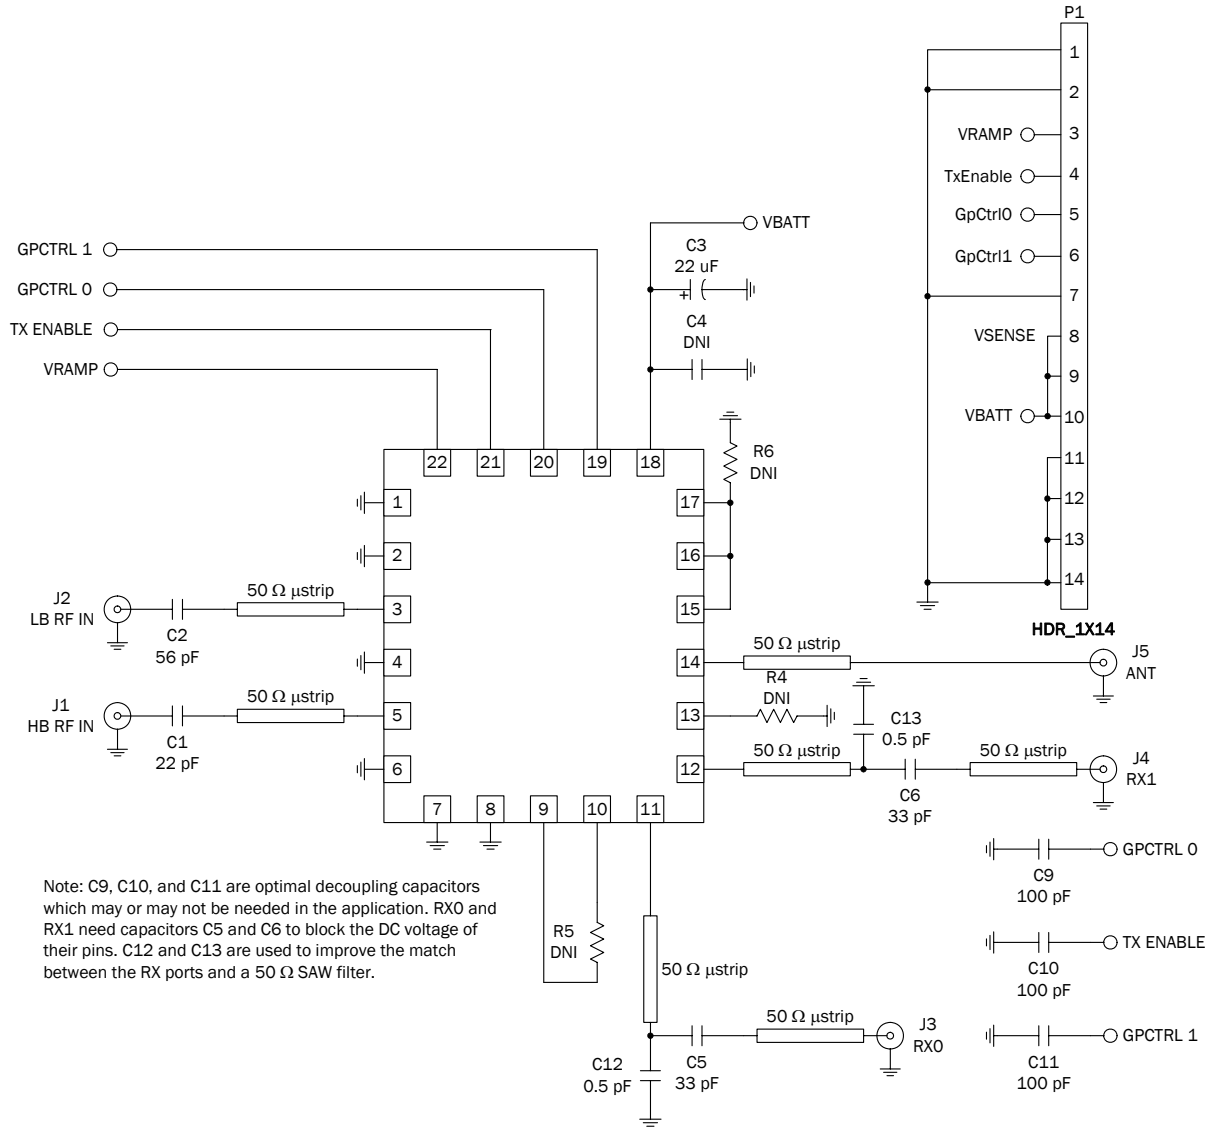 P1
1
2
VRAMP 3
TxEnable 4
GpCtrl0 5
GpCtrl1 6
7
VSENSE 8
9
VBATT 10
11
12
13
14
HDR_1X14
GPCTRL 1
GPCTRL 0
TX ENABLE
VRAMP
VBATT
C3
22 uF
+
C4
DNI
R6
DNI
22 21 20 19 18
1
2
3
4
5
6
17
16
15
14
13
12
7 8 9 10 11
J2
LB RF IN
C2
56 pF
50 Ω µstrip
J1
HB RF IN
C1
22 pF
50 Ω µstrip
50 Ω µstrip
J5
ANT
R4
DNI
C13
0.5 pF
50 Ω µstrip
C6
33 pF
50 Ω µstrip
J4
RX1
GPCTRL 0
C9
100 pF
TX ENABLE
C10
100 pF
GPCTRL 1
C11
100 pF
R5
DNI
50 Ω µstrip
C12
0.5 pF
C5
33 pF
50 Ω µstrip
J3
RX0
Note: C9, C10, and C11 are optimal decoupling capacitors
which may or may not be needed in the application. RX0 and
RX1 need capacitors C5 and C6 to block the DC voltage of
their pins. C12 and C13 are used to improve the match
between the RX ports and a 50 Ω SAW filter.